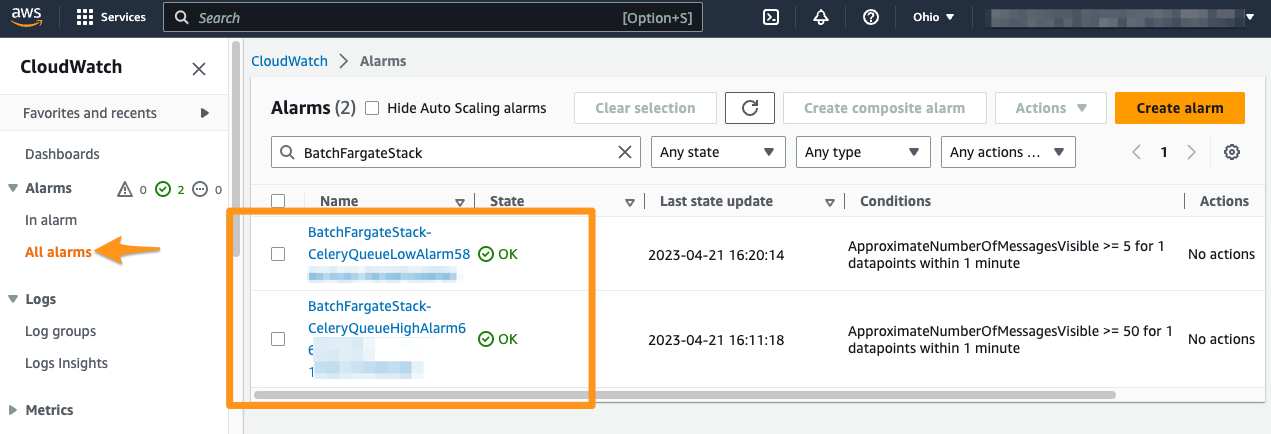 aws Services Search [Option+S] Ohio
CloudWatch
Favorites and recents
Dashboards
Alarms 0 2 0
In alarm
All alarms
Logs
Log groups
Logs Insights
Metrics
CloudWatch Alarms
Alarms (2) Hide Auto Scaling alarms Clear selection Create composite alarm Actions Create alarm
BatchFargateStack Any state Any type Any actions ... 1
Name State Last state update Conditions Actions
BatchFargateStack-
CeleryQueueLowAlarm58
OK
2023-04-21 16:20:14
ApproximateNumberOfMessagesVisible >= 5 for 1
datapoints within 1 minute
No actions
BatchFargateStack-
CeleryQueueHighAlarm6
6
1
OK
2023-04-21 16:11:18
ApproximateNumberOfMessagesVisible >= 50 for 1
datapoints within 1 minute
No actions